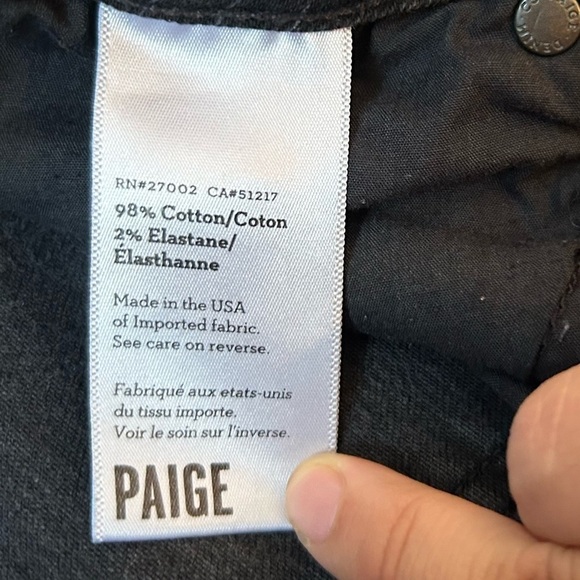 RN#27002 CA#51217
98% Cotton/Coton
2% Elastane/
Élasthanne
Made in the USA
of Imported fabric.
See care on reverse.
Fabriqué aux etats-unis
du tissu importe.
Voir le soin sur l'inverse.
PAIGE